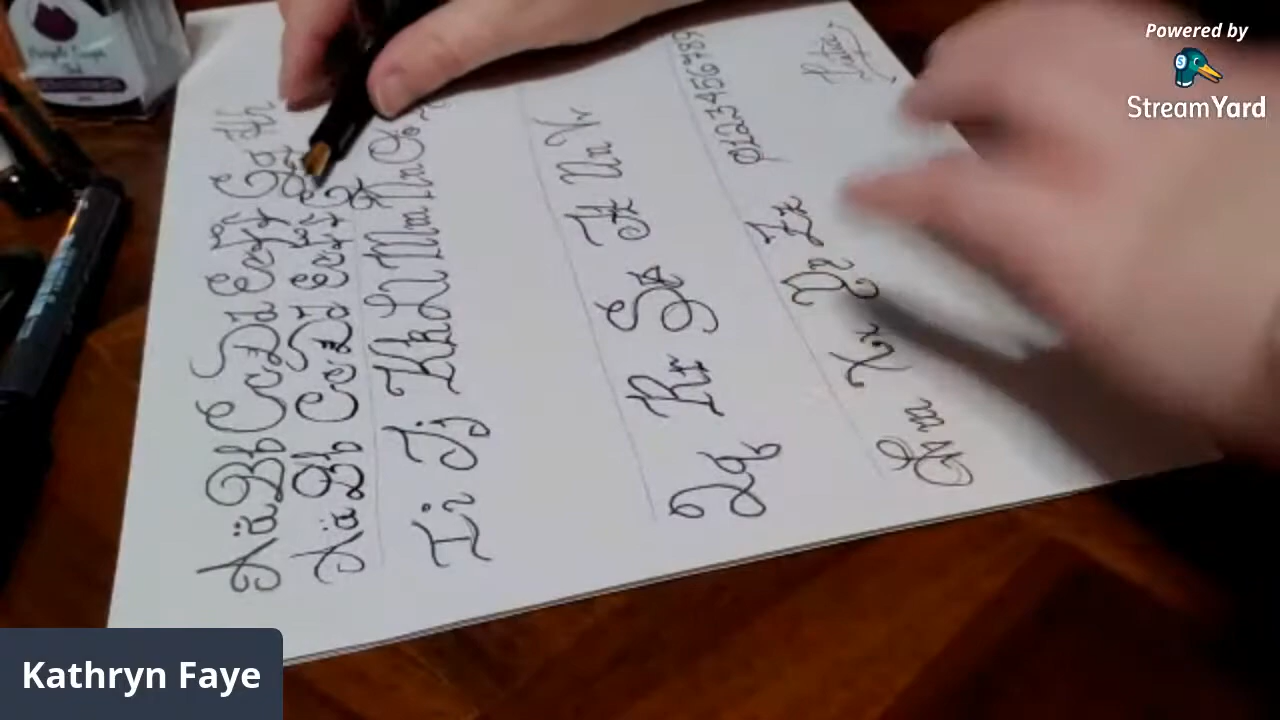 Aa Bb Cc Dd Ee Ff Gg Hh
Aa Bb Cc Dd Ee Ff Gg
Ii Jj Kk Ll Mm Nn Oo
Qq Rr Ss Tt Uu Vv
Ww Xx Yy Zz 0123456789
Powered by
StreamYard
Kathryn Faye